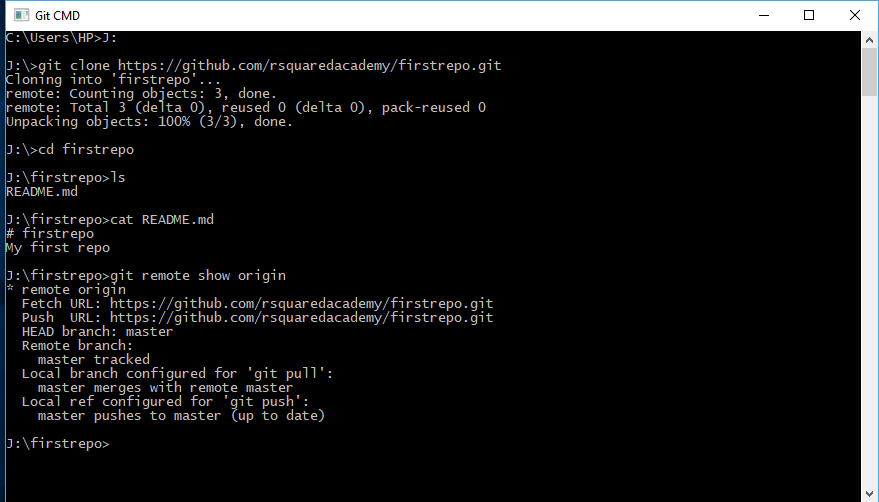 Git CMD
C:\Users\HP>J:
J:\>git clone https://github.com/rsquaredacademy/firstrepo.git
Cloning into 'firstrepo'...
remote: Counting objects: 3, done.
remote: Total 3 (delta 0), reused 0 (delta 0), pack-reused 0
Unpacking objects: 100% (3/3), done.
J:\>cd firstrepo
J:\firstrepo>ls
README.md
J:\firstrepo>cat README.md
# firstrepo
My first repo
J:\firstrepo>git remote show origin
* remote origin
  Fetch URL: https://github.com/rsquaredacademy/firstrepo.git
  Push  URL: https://github.com/rsquaredacademy/firstrepo.git
  HEAD branch: master
  Remote branch:
    master tracked
  Local branch configured for 'git pull':
    master merges with remote master
  Local ref configured for 'git push':
    master pushes to master (up to date)
J:\firstrepo>